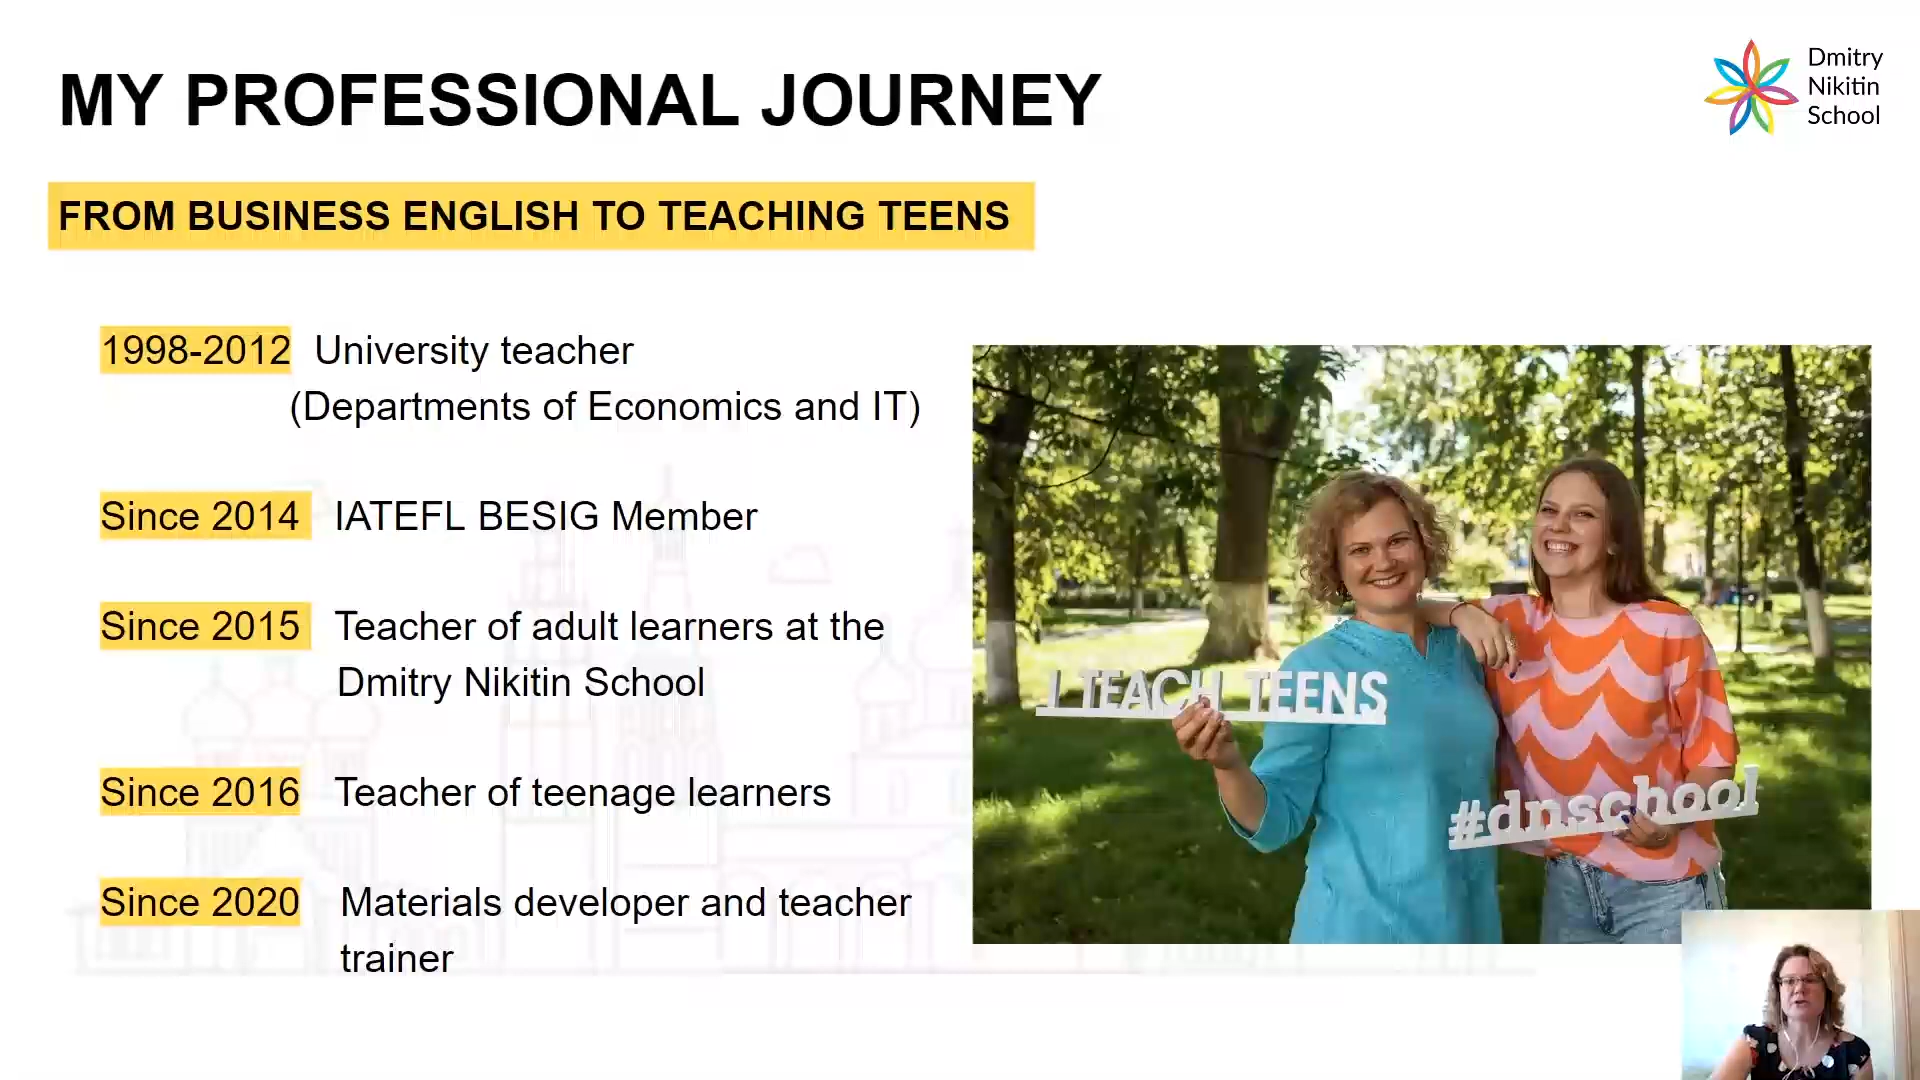 MY PROFESSIONAL JOURNEY
Dmitry
Nikitin
School
FROM BUSINESS ENGLISH TO TEACHING TEENS
1998-2012 University teacher
(Departments of Economics and IT)
Since 2014 IATEFL BESIG Member
Since 2015 Teacher of adult learners at the
Dmitry Nikitin School
Since 2016 Teacher of teenage learners
Since 2020 Materials developer and teacher
trainer
I TEACH TEENS
#dnschool